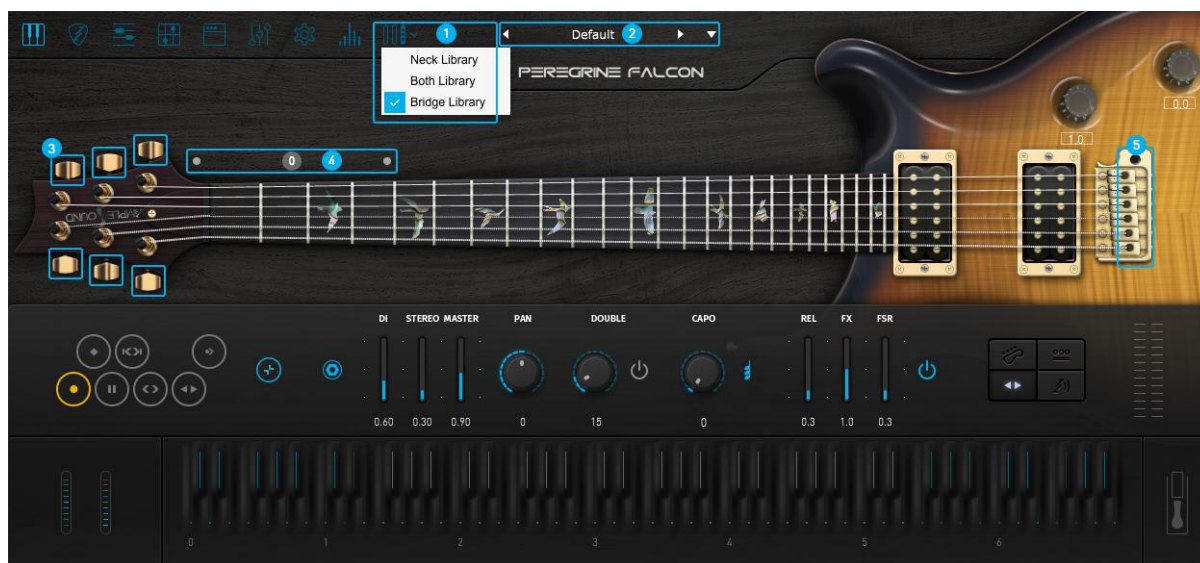 1
Default 2
Neck Library
Both Library
Bridge Library
PEREGRINE FALCON
0.0
1.0
3
0 4
5
AMPLE SOUND
DI STEREO MASTER PAN DOUBLE CAPO REL FX FSR
0.60 0.30 0.90 0 15 0 0.3 1.0 0.3
0 1 2 3 4 5 6